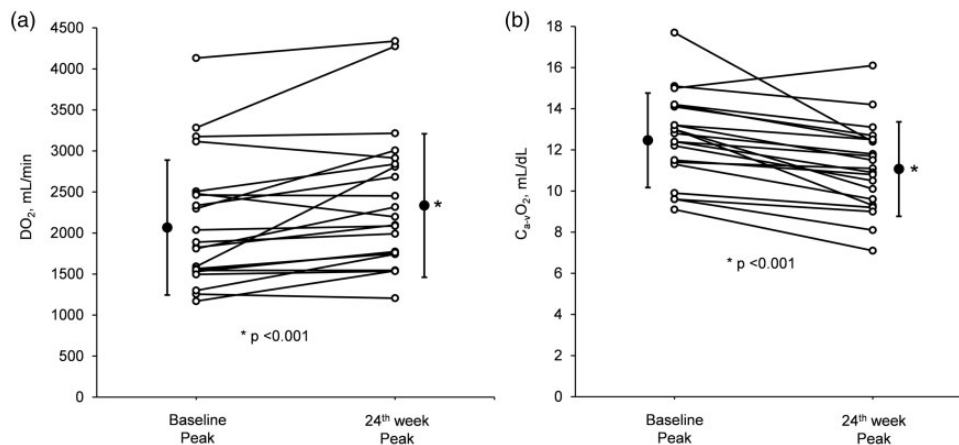 (a)
DO2, mL/min
4500
4000
3500
3000
2500
2000
1500
1000
500
0
* 
* p <0.001
Baseline
Peak
24th week
Peak
(b)
Ca-vO2, mL/dL
18
16
14
12
10
8
6
4
2
0
*
* p <0.001
Baseline
Peak
24th week
Peak